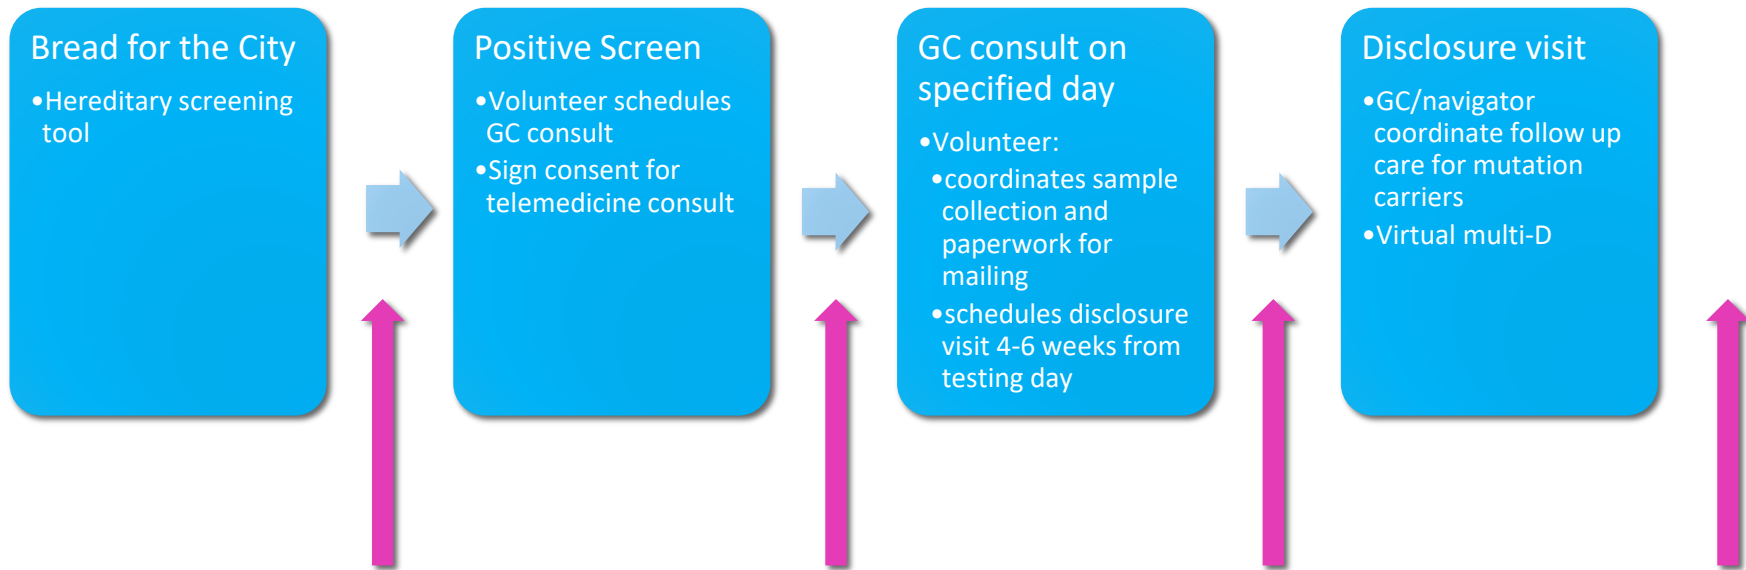 Bread for the City
•Hereditary screening
tool
Positive Screen
•Volunteer schedules
GC consult
•Sign consent for
telemedicine consult
GC consult on
specified day
•Volunteer:
•coordinates sample
collection and
paperwork for
mailing
•schedules disclosure
visit 4-6 weeks from
testing day
Disclosure visit
•GC/navigator
coordinate follow up
care for mutation
carriers
•Virtual multi-D